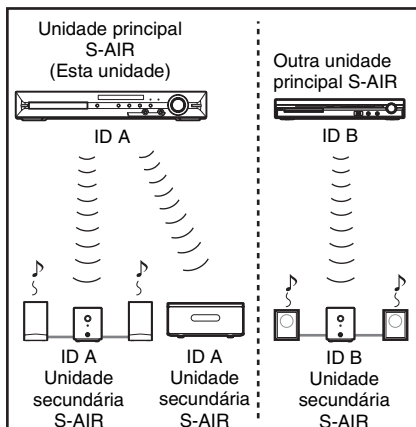 Unidade principal
S-AIR
(Esta unidade)
ID A
ID A
Unidade
secundária
S-AIR
ID A
Unidade
secundária
S-AIR
Outra unidade
principal S-AIR
ID B
ID B
Unidade
secundária
S-AIR